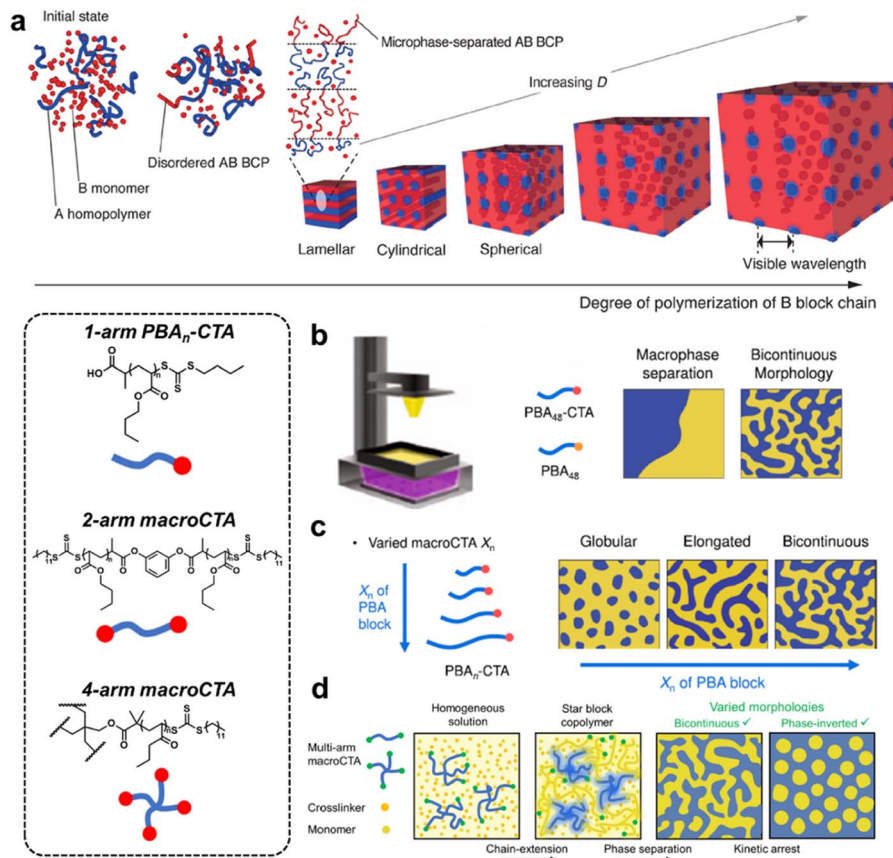 a
Initial state
Microphase-separated AB BCP
Increasing D
Disordered AB BCP
B monomer
A homopolymer
Lamellar
Cylindrical
Spherical
Visible wavelength
Degree of polymerization of B block chain
1-arm PBAn-CTA
HO
O
n
S
S
S
O
O
2-arm macroCTA
11
S
S
S
n
O
O
O
O
O
O
n
O
O
S
S
S
11
4-arm macroCTA
O
O
n
O
S
S
S
11
b
PBA48-CTA
PBA48
Macrophase
separation
Bicontinuous
Morphology
c
• Varied macroCTA Xn
Xn of
PBA
block
PBAn-CTA
Globular
Elongated
Bicontinuous
Xn of PBA block
d
Multi-arm
macroCTA
Crosslinker
Monomer
Homogeneous
solution
Star block
copolymer
Varied morphologies
Bicontinuous ✓
Phase-inverted ✓
Chain-extension
Phase separation
Kinetic arrest